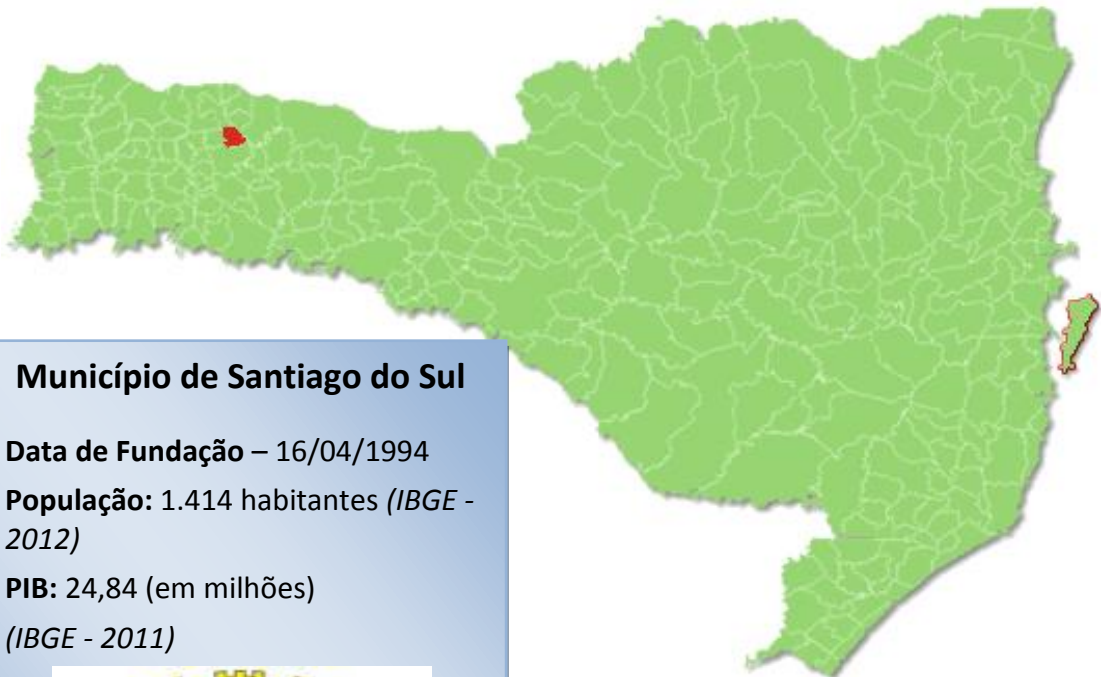 Município de Santiago do Sul
Data de Fundação – 16/04/1994
População: 1.414 habitantes (IBGE -
2012)
PIB: 24,84 (em milhões)
(IBGE - 2011)